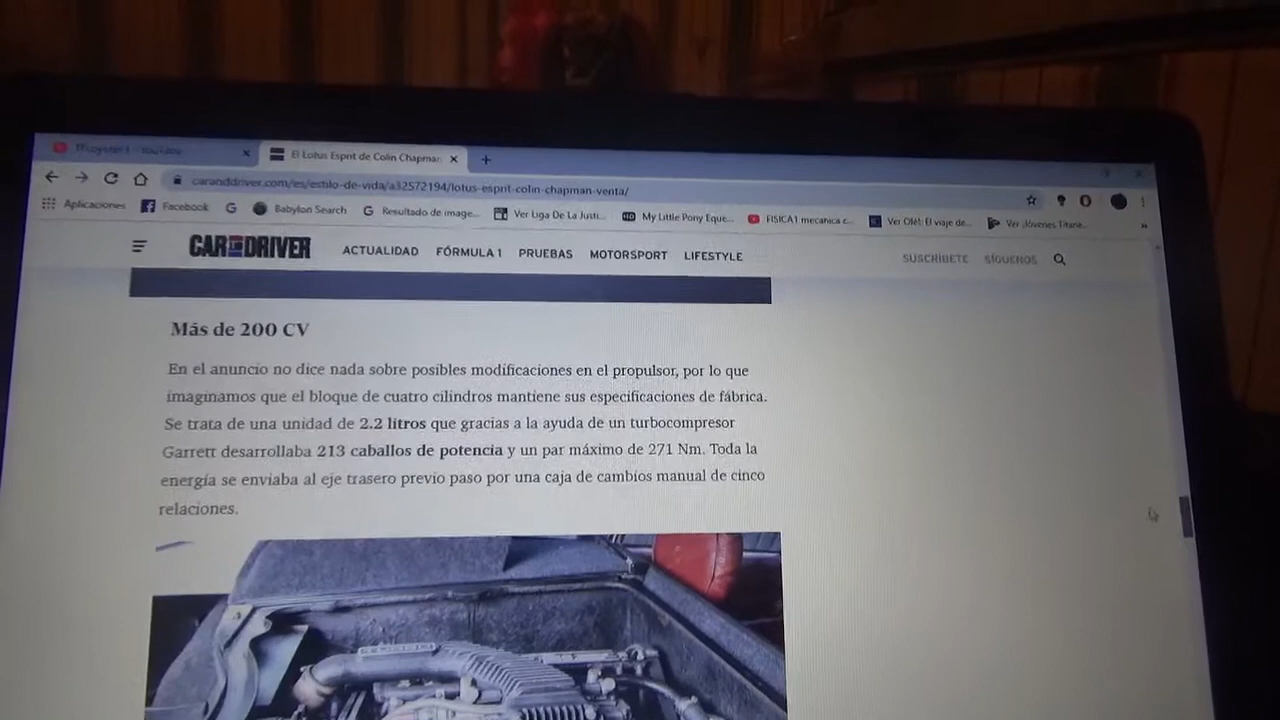 El Lotus Esprit de Colin Chapman
caranddriver.com/es/estilo-de-vida/a32572194/lotus-esprit-colin-chapman-venta/
Aplicaciones Facebook Babylon Search Resultado de image... Ver Liga De La Justi... My Little Pony Eque... FISICA1 mecanica c... Ver Olé!: El viaje de... Ver ¡Jóvenes Titane...
CAR AND DRIVER ACTUALIDAD FÓRMULA 1 PRUEBAS MOTORSPORT LIFESTYLE SUSCRÍBETE SÍGUENOS
Más de 200 CV
En el anuncio no dice nada sobre posibles modificaciones en el propulsor, por lo que
imaginamos que el bloque de cuatro cilindros mantiene sus especificaciones de fábrica.
Se trata de una unidad de 2.2 litros que gracias a la ayuda de un turbocompresor
Garrett desarrollaba 213 caballos de potencia y un par máximo de 271 Nm. Toda la
energía se enviaba al eje trasero previo paso por una caja de cambios manual de cinco
relaciones.